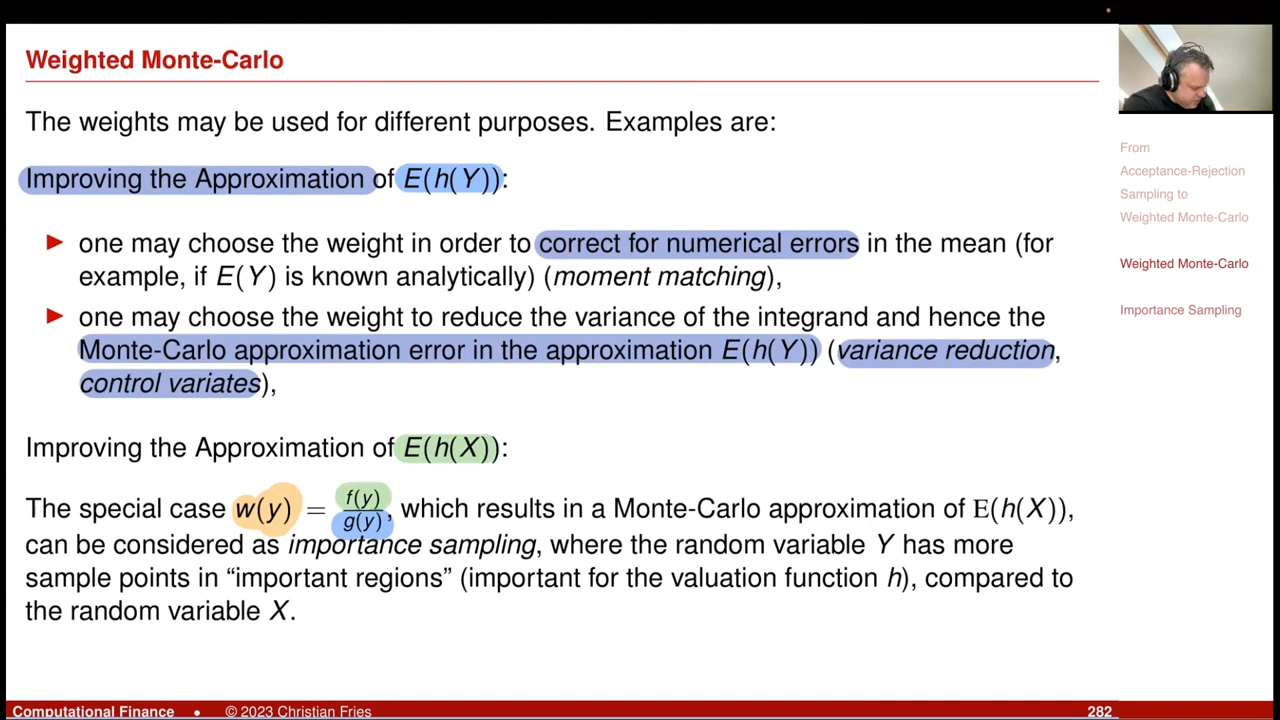 Weighted Monte-Carlo
The weights may be used for different purposes. Examples are:
Improving the Approximation of E(h(Y)):
► one may choose the weight in order to correct for numerical errors in the mean (for
example, if E(Y) is known analytically) (moment matching),
► one may choose the weight to reduce the variance of the integrand and hence the
Monte-Carlo approximation error in the approximation E(h(Y)) (variance reduction,
control variates),
Improving the Approximation of E(h(X)):
The special case w(y) = f(y)/g(y), which results in a Monte-Carlo approximation of E(h(X)),
can be considered as importance sampling, where the random variable Y has more
sample points in “important regions” (important for the valuation function h), compared to
the random variable X.
From
Acceptance-Rejection
Sampling to
Weighted Monte-Carlo
Weighted Monte-Carlo
Importance Sampling
Computational Finance • © 2023 Christian Fries 282